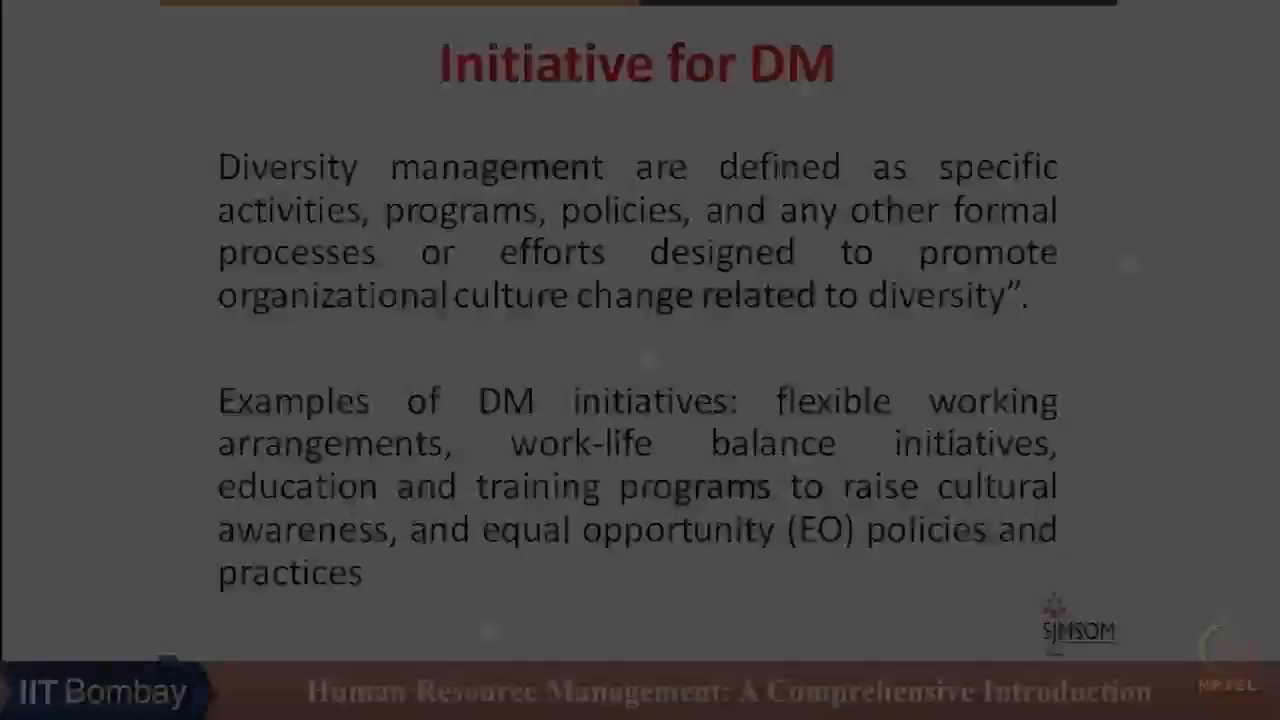 Initiative for DM
Diversity management are defined as specific
activities, programs, policies, and any other formal
processes or efforts designed to promote
organizational culture change related to diversity”.
Examples of DM initiatives: flexible working
arrangements, work-life balance initiatives,
education and training programs to raise cultural
awareness, and equal opportunity (EO) policies and
practices
SJMSOM
IIT Bombay
Human Resource Management: A Comprehensive Introduction
NPTEL